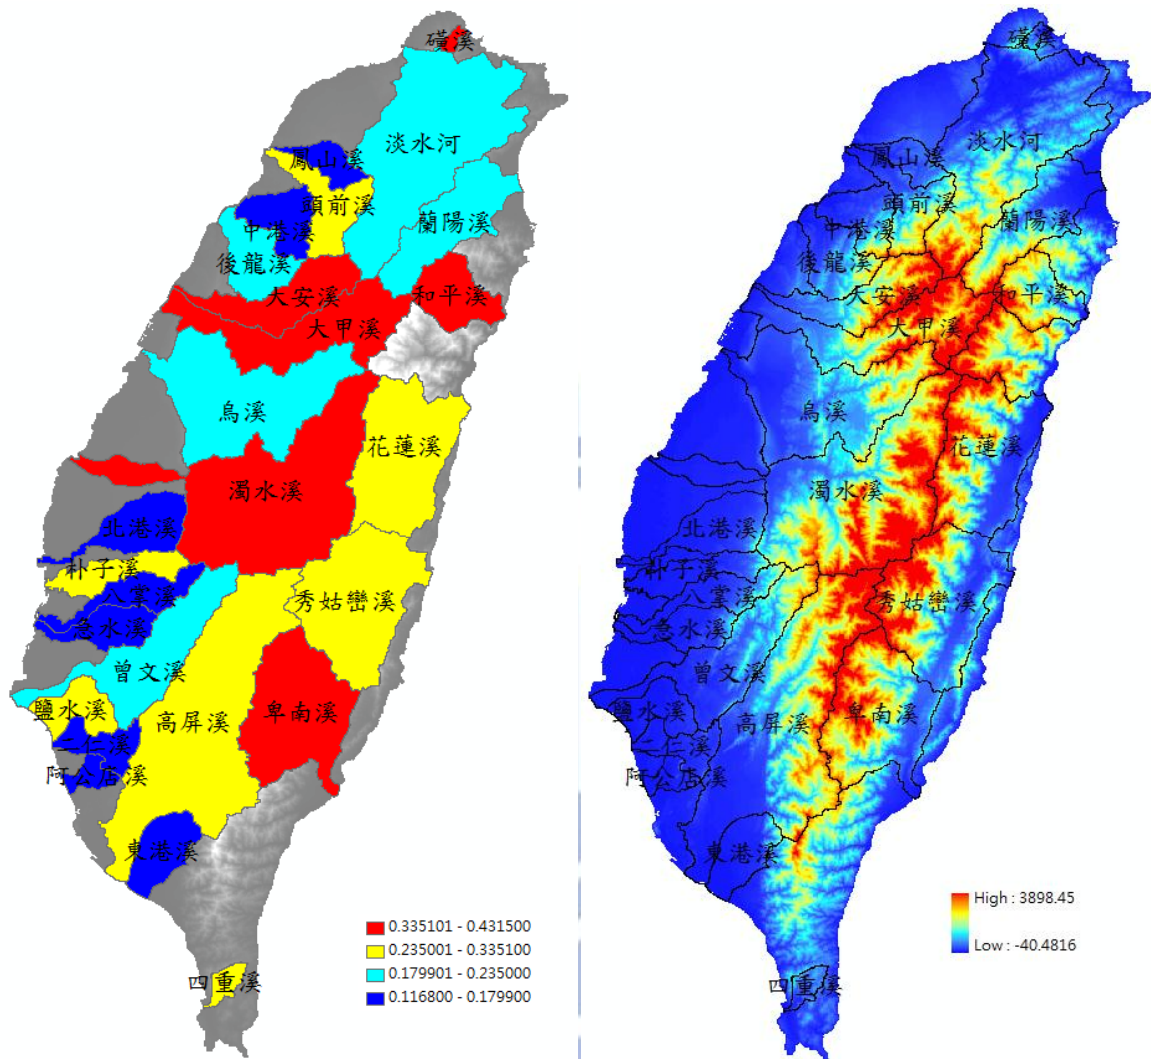 磺溪
淡水河
鳳山溪
頭前溪
蘭陽溪
中港溪
後龍溪
大安溪
和平溪
大甲溪
烏溪
花蓮溪
濁水溪
北港溪
朴子溪
八掌溪
秀姑巒溪
急水溪
曾文溪
鹽水溪
高屏溪
卑南溪
二仁溪
阿公店溪
東港溪
四重溪
0.335101 - 0.431500
0.235001 - 0.335100
0.179901 - 0.235000
0.116800 - 0.179900
磺溪
淡水河
鳳山溪
頭前溪
蘭陽溪
中港溪
後龍溪
大安溪
和平溪
大甲溪
烏溪
花蓮溪
濁水溪
北港溪
朴子溪
八掌溪
秀姑巒溪
急水溪
曾文溪
鹽水溪
高屏溪
卑南溪
二仁溪
阿公店溪
東港溪
四重溪
High : 3898.45
Low : -40.4816